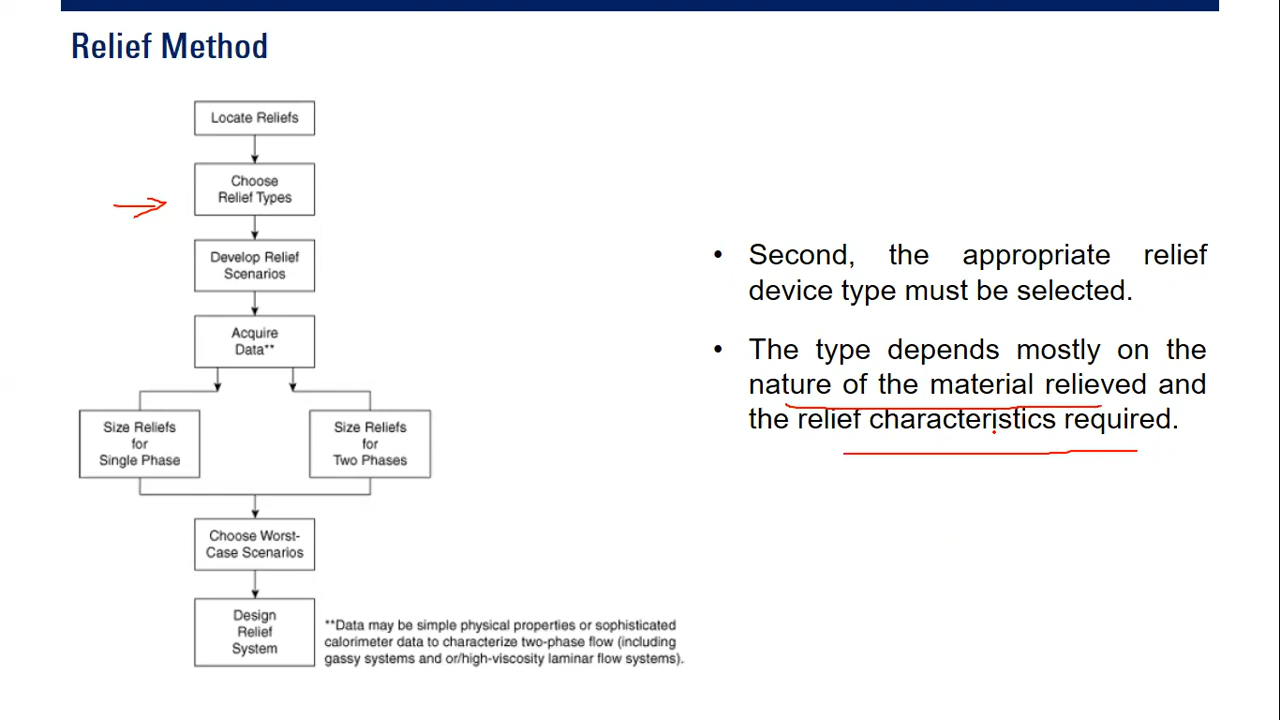 Relief Method
Locate Reliefs
Choose
Relief Types
Develop Relief
Scenarios
Acquire
Data**
Size Reliefs
for
Single Phase
Size Reliefs
for
Two Phases
Choose Worst-
Case Scenarios
Design
Relief
System
**Data may be simple physical properties or sophisticated
calorimeter data to characterize two-phase flow (including
gassy systems and or/high-viscosity laminar flow systems).
• Second, the appropriate relief
device type must be selected.
• The type depends mostly on the
nature of the material relieved and
the relief characteristics required.